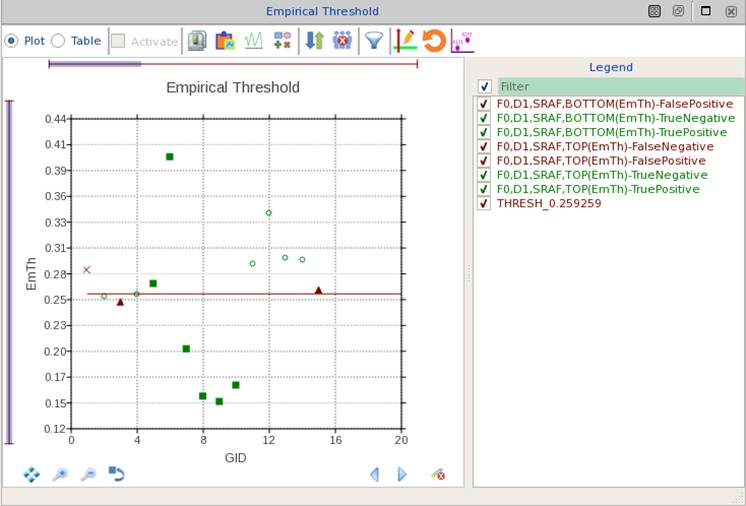 Empirical Threshold
Plot Table Activate
Empirical Threshold
0.44
0.41
0.39
0.36
0.33
0.31
0.28
0.25
0.23
0.20
0.17
0.15
0.12
EmTh
0 4 8 12 16 20
GID
Legend
Filter
F0,D1,SRAF,BOTTOM(EmTh)-FalsePositive
F0,D1,SRAF,BOTTOM(EmTh)-TrueNegative
F0,D1,SRAF,BOTTOM(EmTh)-TruePositive
F0,D1,SRAF,TOP(EmTh)-FalseNegative
F0,D1,SRAF,TOP(EmTh)-FalsePositive
F0,D1,SRAF,TOP(EmTh)-TrueNegative
F0,D1,SRAF,TOP(EmTh)-TruePositive
THRESH_0.259259